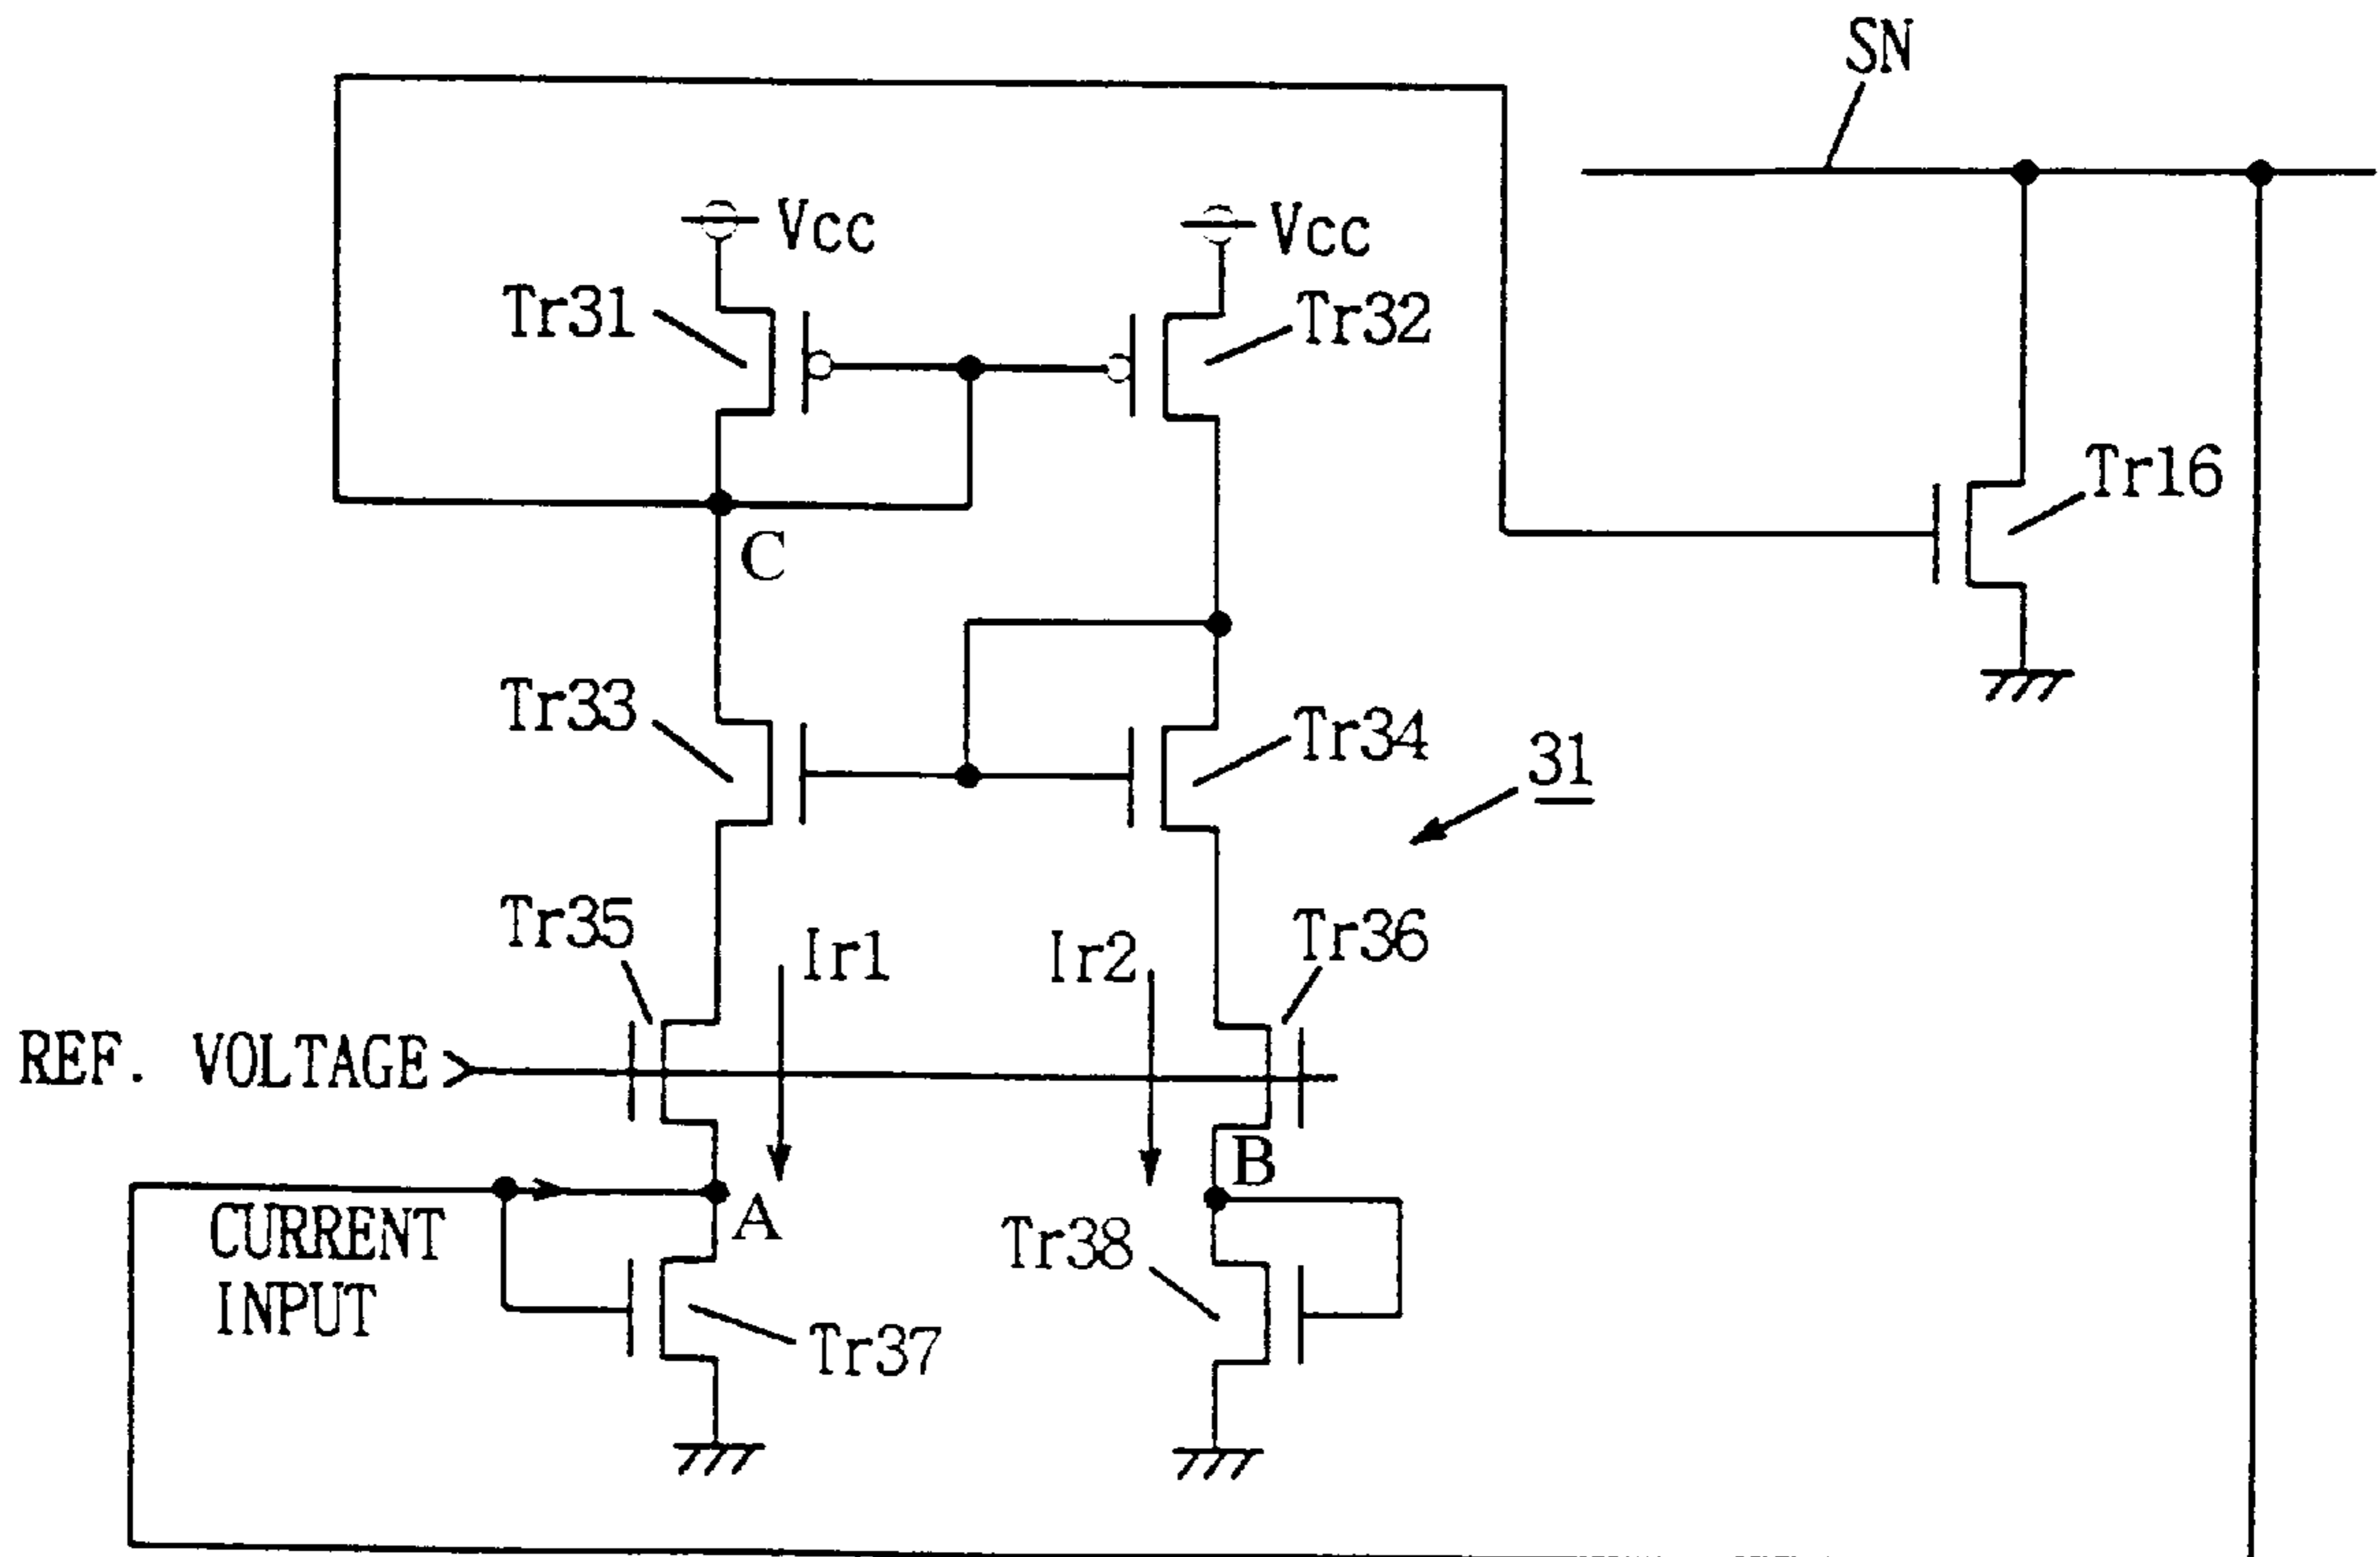 SN
Vcc
Vcc
Tr31
Tr32
Tr16
C
Tr33
Tr34
31
Tr35
Ir1
Ir2
Tr36
REF. VOLTAGE
B
A
CURRENT
INPUT
Tr38
Tr37